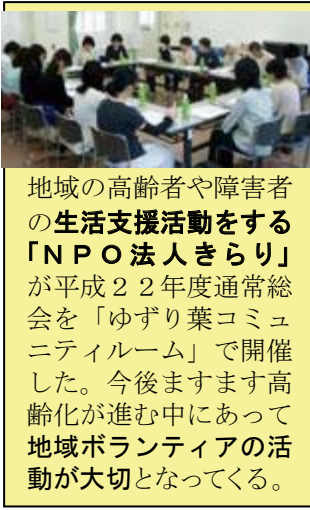 地域の高齢者や障害者
の生活支援活動をする
「ＮＰＯ法人きらり」
が平成２２年度通常総
会を「ゆずり葉コミュ
ニティルーム」で開催
した。今後ますます高
齢化が進む中にあって
地域ボランティアの活
動が大切となってくる。